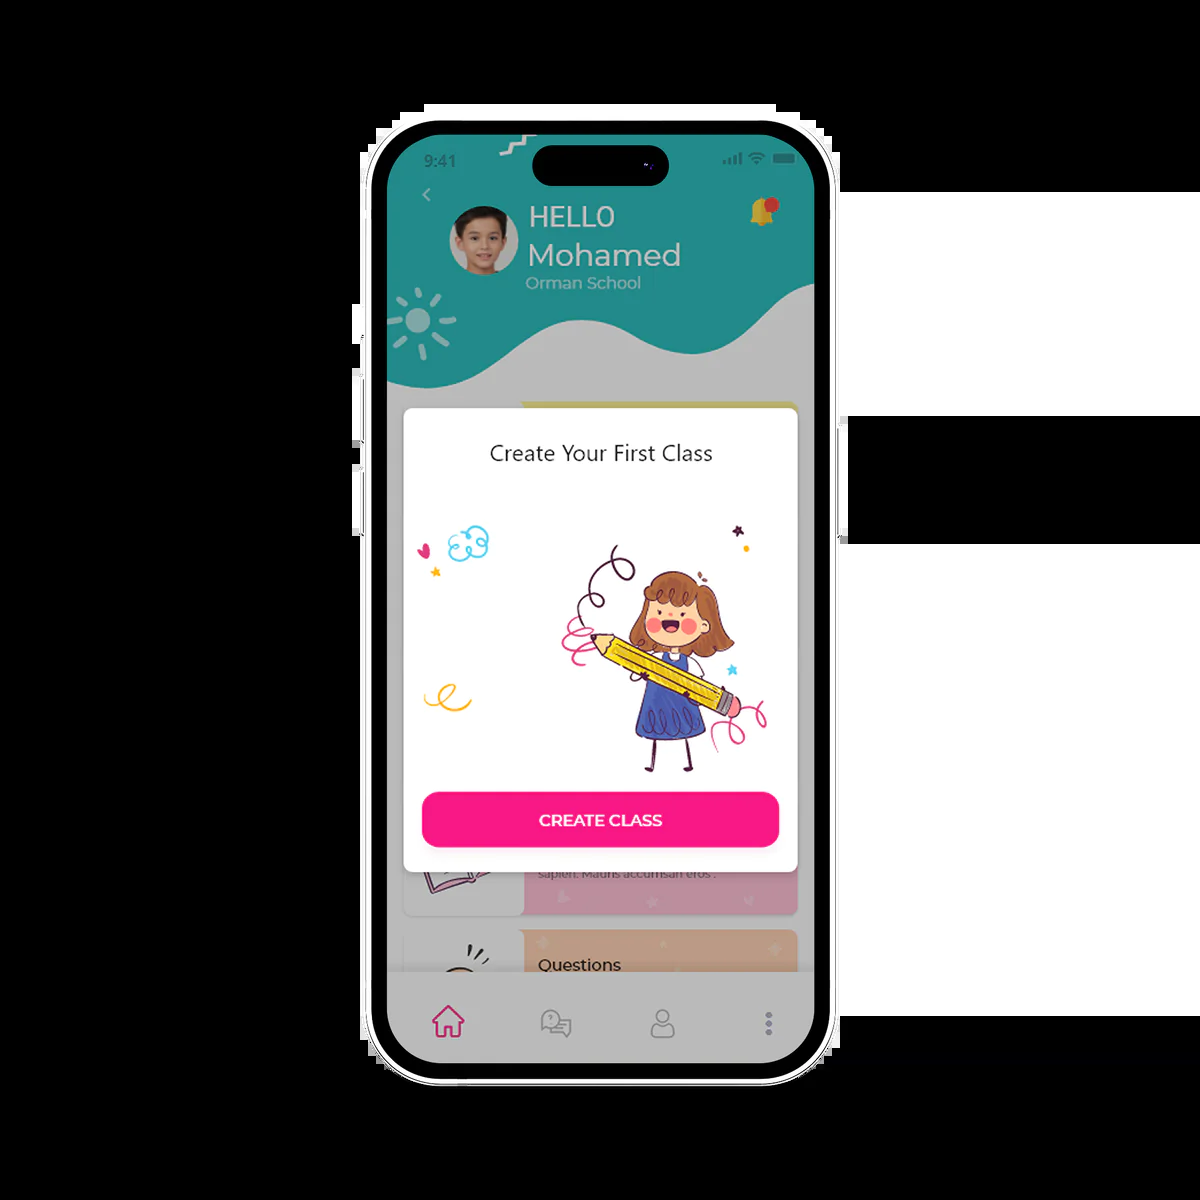 9:41
HELLO
Mohamed
Orman School
Create Your First Class
CREATE CLASS
sapien. Mauris accumsan eros .
Questions